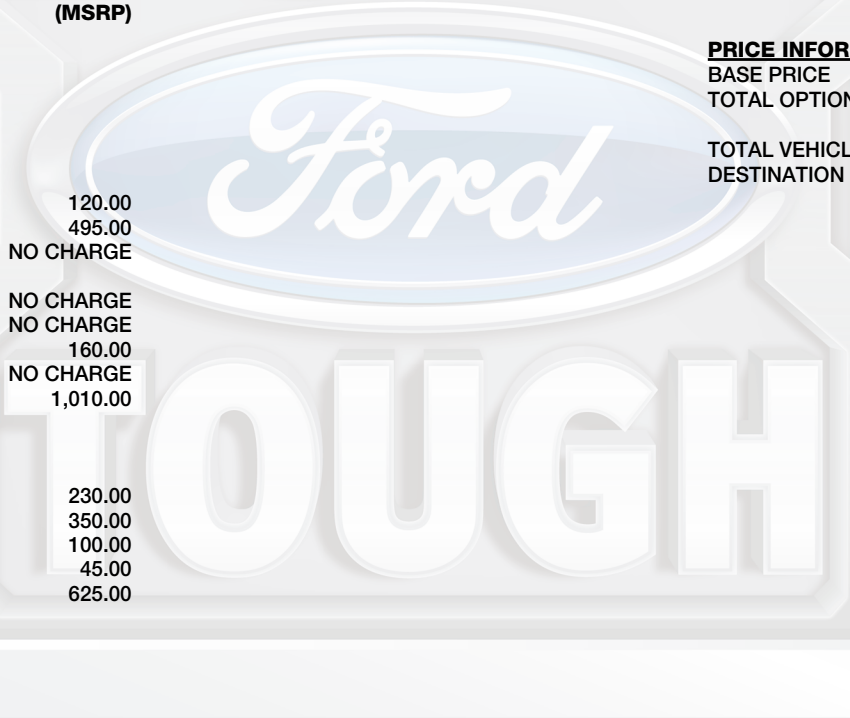 (MSRP)
PRICE INFOR
BASE PRICE
TOTAL OPTION
TOTAL VEHICL
DESTINATION
120.00
495.00
NO CHARGE
NO CHARGE
NO CHARGE
160.00
NO CHARGE
1,010.00
230.00
350.00
100.00
45.00
625.00
Ford
TOUGH